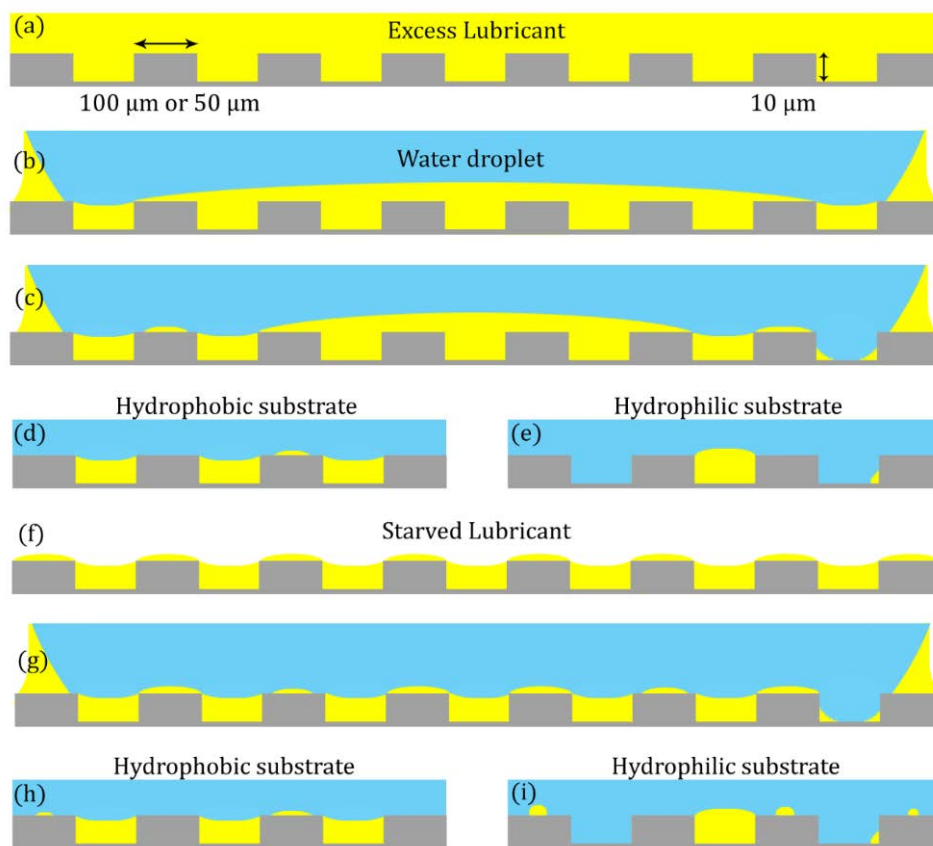 (a) Excess Lubricant
100 μm or 50 μm 10 μm
(b) Water droplet
(c)
Hydrophobic substrate Hydrophilic substrate
(d) (e)
(f) Starved Lubricant
(g)
Hydrophobic substrate Hydrophilic substrate
(h) (i)